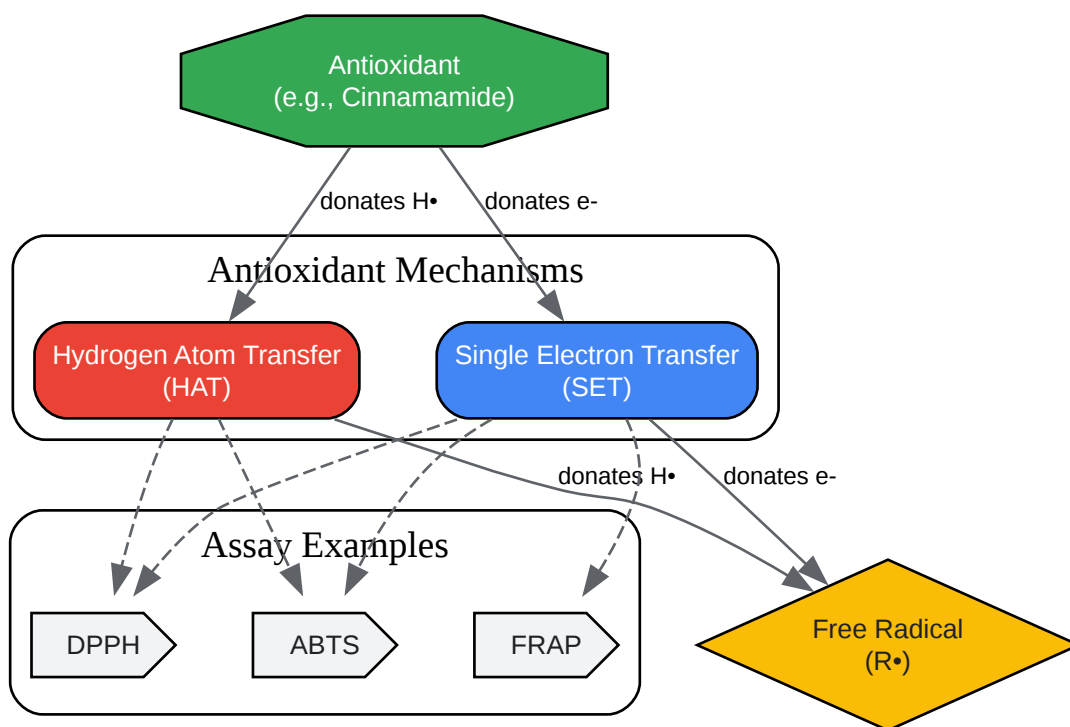 Antioxidant
(e.g., Cinnamamide)
donates H•
donates e-
Antioxidant Mechanisms
Hydrogen Atom Transfer
(HAT)
Single Electron Transfer
(SET)
donates H•
donates e-
Assay Examples
DPPH
ABTS
FRAP
Free Radical
(R•)